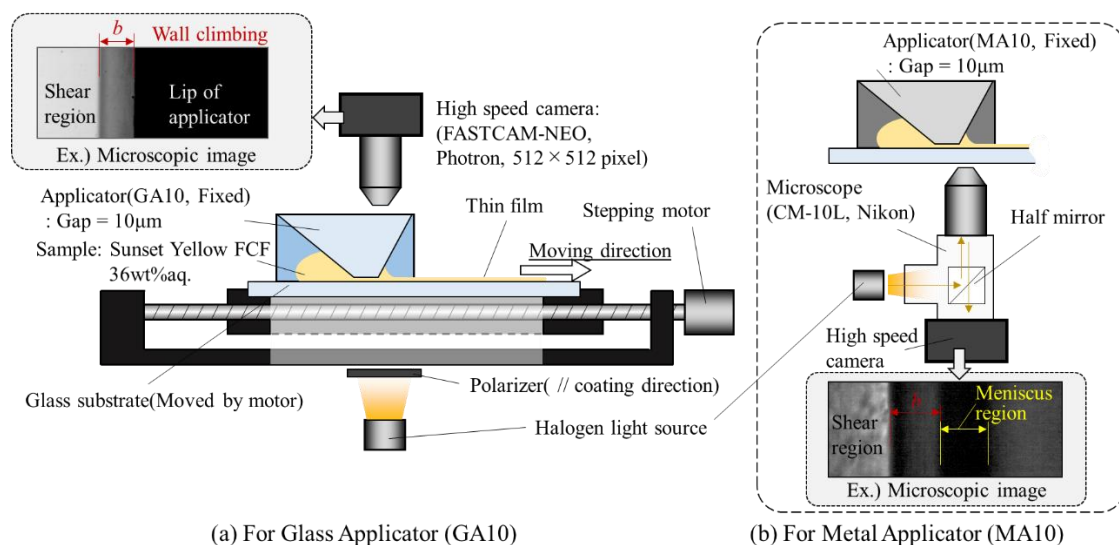 b
Wall climbing
Shear
region
Lip of
applicator
Ex.) Microscopic image
High speed camera:
(FASTCAM-NEO,
Photron, 512 × 512 pixel)
Applicator(GA10, Fixed)
: Gap = 10μm
Sample: Sunset Yellow FCF
36wt%aq.
Thin film
Stepping motor
Moving direction
Glass substrate(Moved by motor)
Polarizer( // coating direction)
Halogen light source
(a) For Glass Applicator (GA10)
Applicator(MA10, Fixed)
: Gap = 10μm
Microscope
(CM-10L, Nikon)
Half mirror
High speed
camera
b
Meniscus
region
Shear
region
Ex.) Microscopic image
(b) For Metal Applicator (MA10)